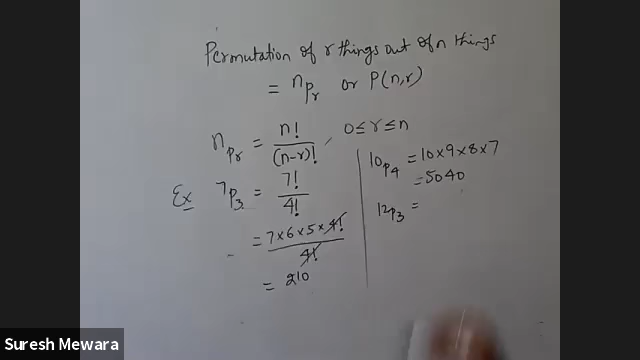 Permutation of r things out of n things
= nPr or P(n,r)
nPr = n!/(n-r)! , 0≤r≤n
Ex 7P3 = 7!/4!
= 7×6×5×4!/4!
= 210
10P4 = 10×9×8×7
= 5040
12P3 =
Suresh Mewara